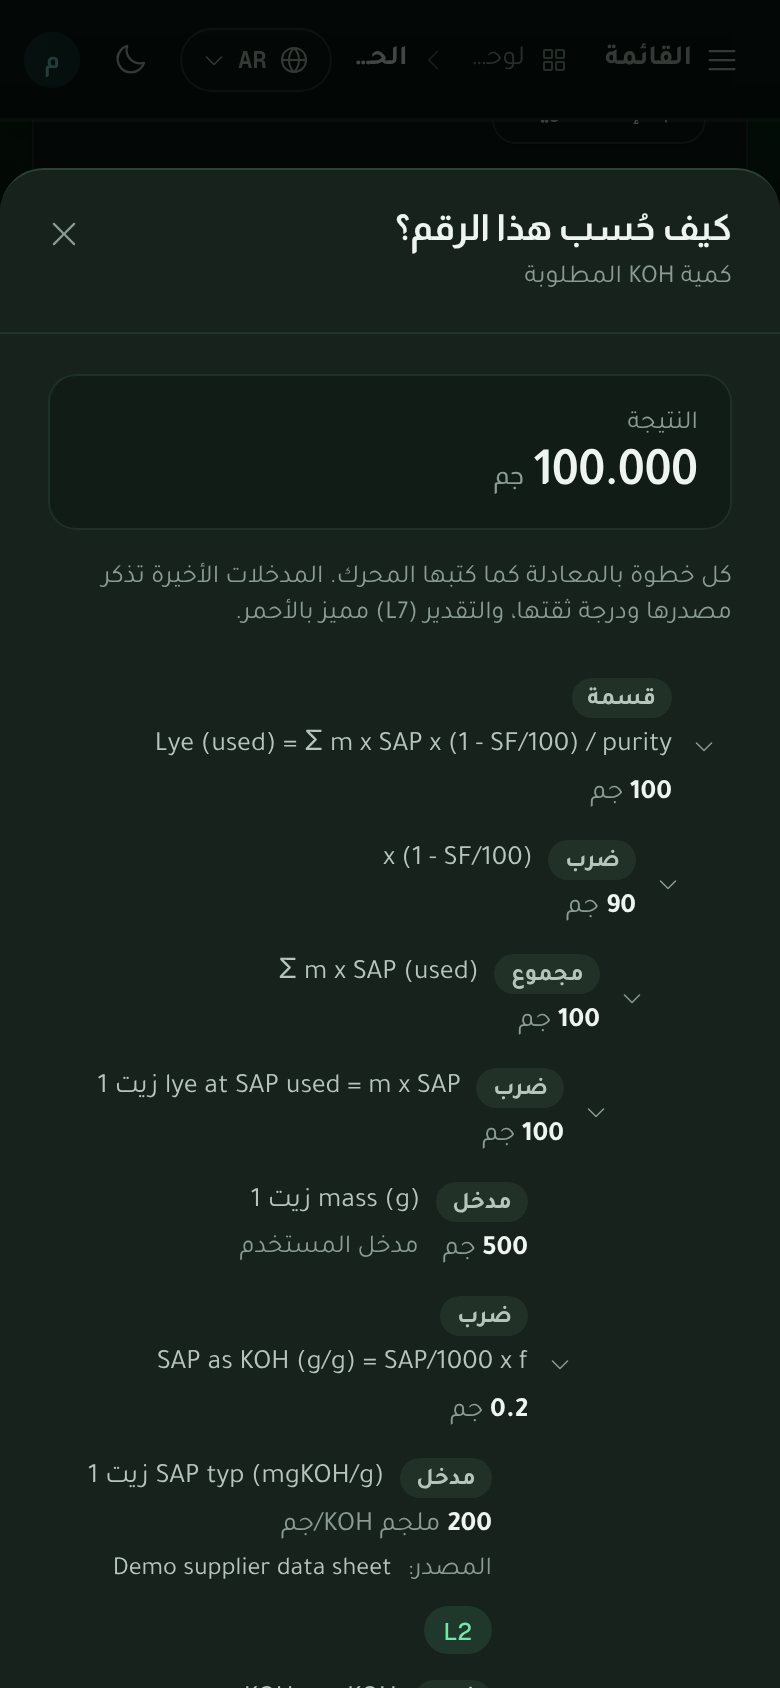 القائمة
لوحـ...
الحـ...
AR
م
كيف حُسب هذا الرقم؟
كمية KOH المطلوبة
النتيجة
100.000 جم
كل خطوة بالمعادلة كما كتبها المحرك. المدخلات الأخيرة تذكر
مصدرها ودرجة ثقتها، والتقدير (L7) مميز بالأحمر.
قسمة
Lye (used) = Σ m x SAP x (1 - SF/100) / purity
100 جم
ضرب x (1 - SF/100)
90 جم
مجموع Σ m x SAP (used)
100 جم
ضرب lye at SAP used = m x SAP زيت 1
100 جم
مدخل mass (g) زيت 1
500 جم مدخل المستخدم
ضرب
SAP as KOH (g/g) = SAP/1000 x f
0.2 جم
مدخل SAP typ (mgKOH/g) زيت 1
200 ملجم KOH/جم
المصدر: Demo supplier data sheet
L2